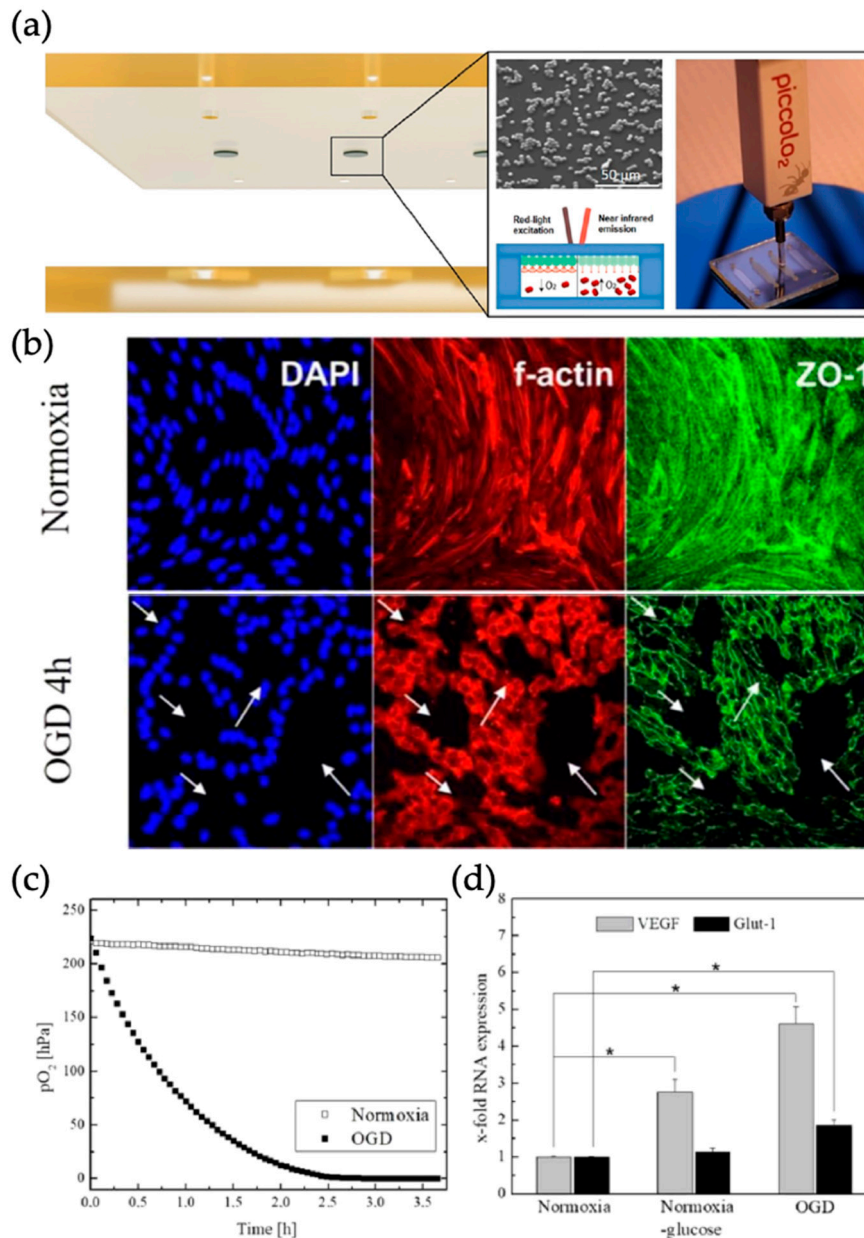 (a)
50 µm
Red-light
excitation
Near infrared
emission
↓ O₂
↑ O₂
piccolo2
(b)
DAPI
f-actin
ZO-1
Normoxia
OGD 4h
(c)
250
200
150
100
50
0
pO₂ [hPa]
Normoxia
OGD
0.0 0.5 1.0 1.5 2.0 2.5 3.0 3.5
Time [h]
(d)
8
7
6
5
4
3
2
1
0
x-fold RNA expression
VEGF
Glut-1
*
*
*
Normoxia
Normoxia
-glucose
OGD